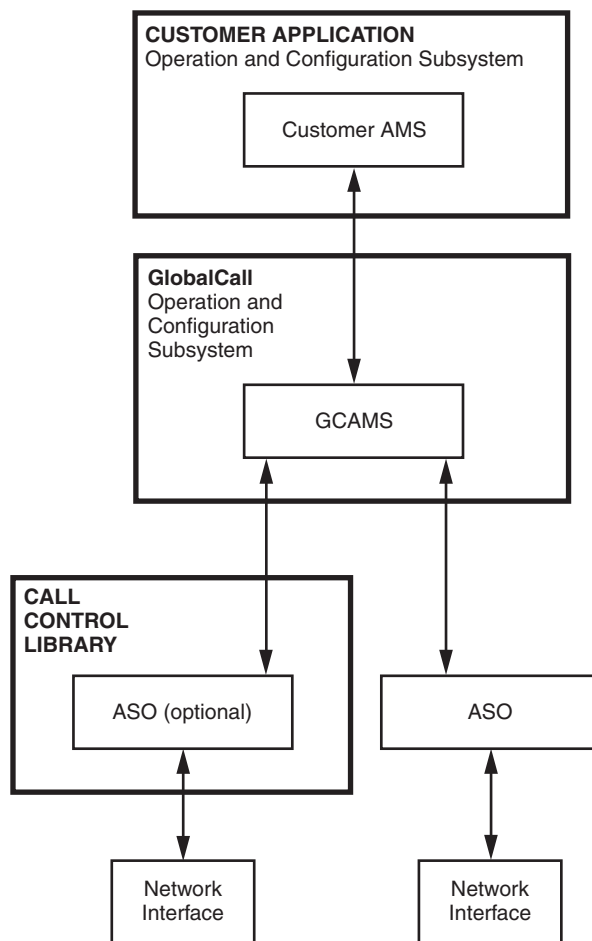 CUSTOMER APPLICATION
Operation and Configuration Subsystem
Customer AMS
GlobalCall
Operation and
Configuration
Subsystem
GCAMS
CALL
CONTROL
LIBRARY
ASO (optional)
ASO
Network
Interface
Network
Interface